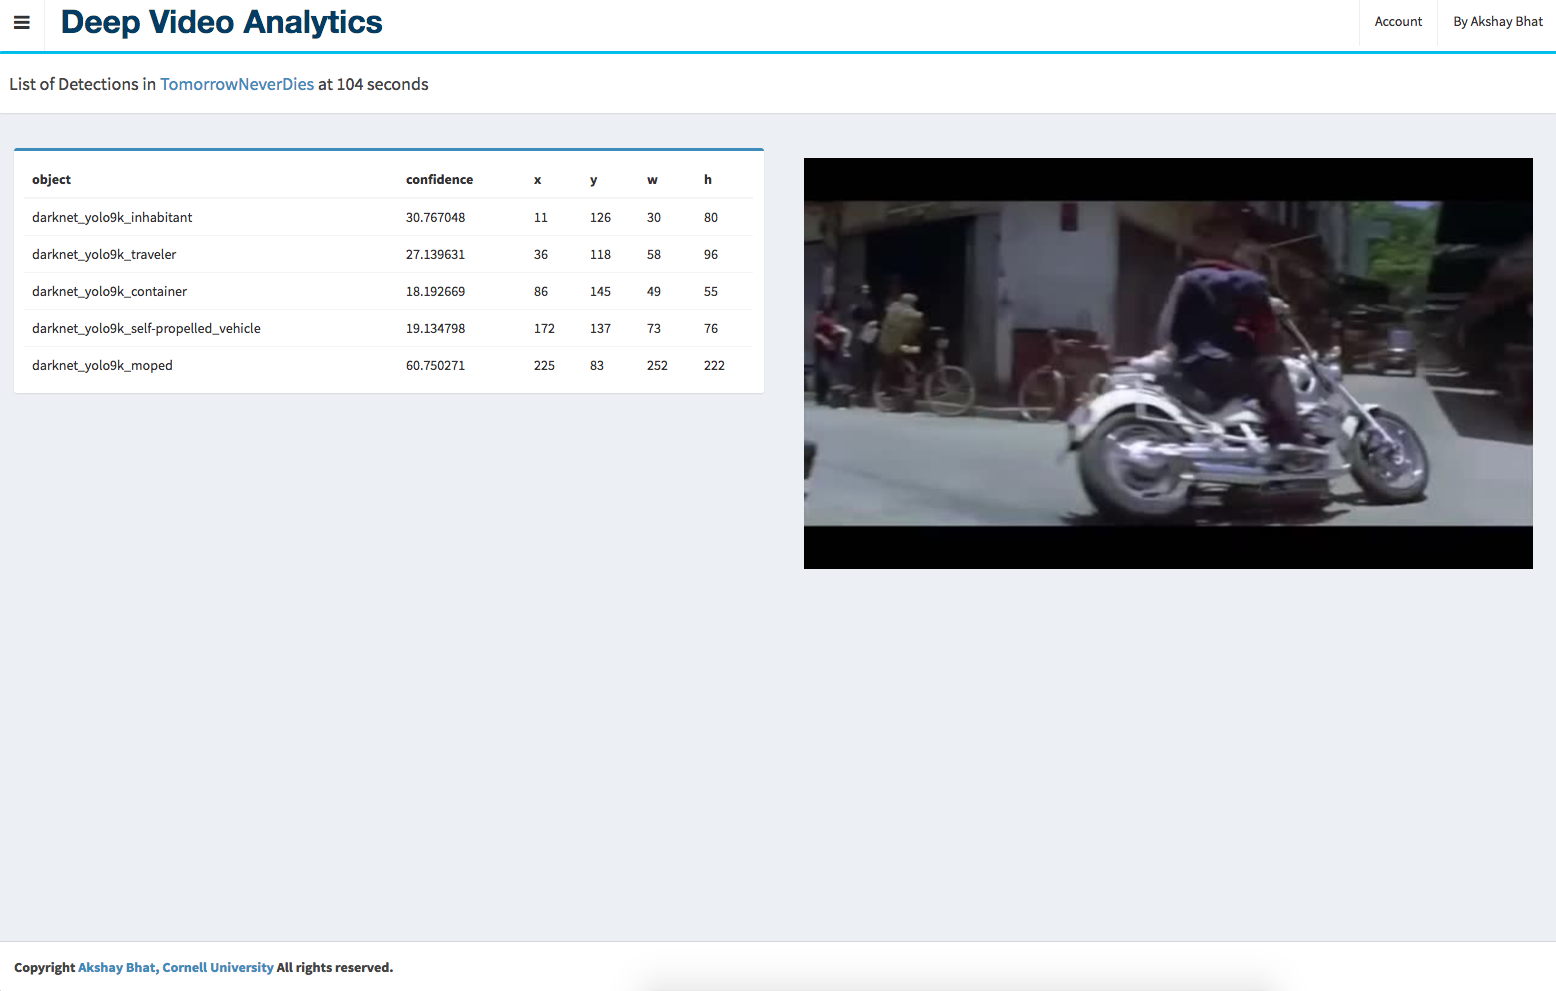 Deep Video Analytics
Account
By Akshay Bhat
List of Detections in TomorrowNeverDies at 104 seconds
object confidence x y w h
darknet_yolo9k_inhabitant 30.767048 11 126 30 80
darknet_yolo9k_traveler 27.139631 36 118 58 96
darknet_yolo9k_container 18.192669 86 145 49 55
darknet_yolo9k_self-propelled_vehicle 19.134798 172 137 73 76
darknet_yolo9k_moped 60.750271 225 83 252 222
Copyright Akshay Bhat, Cornell University All rights reserved.